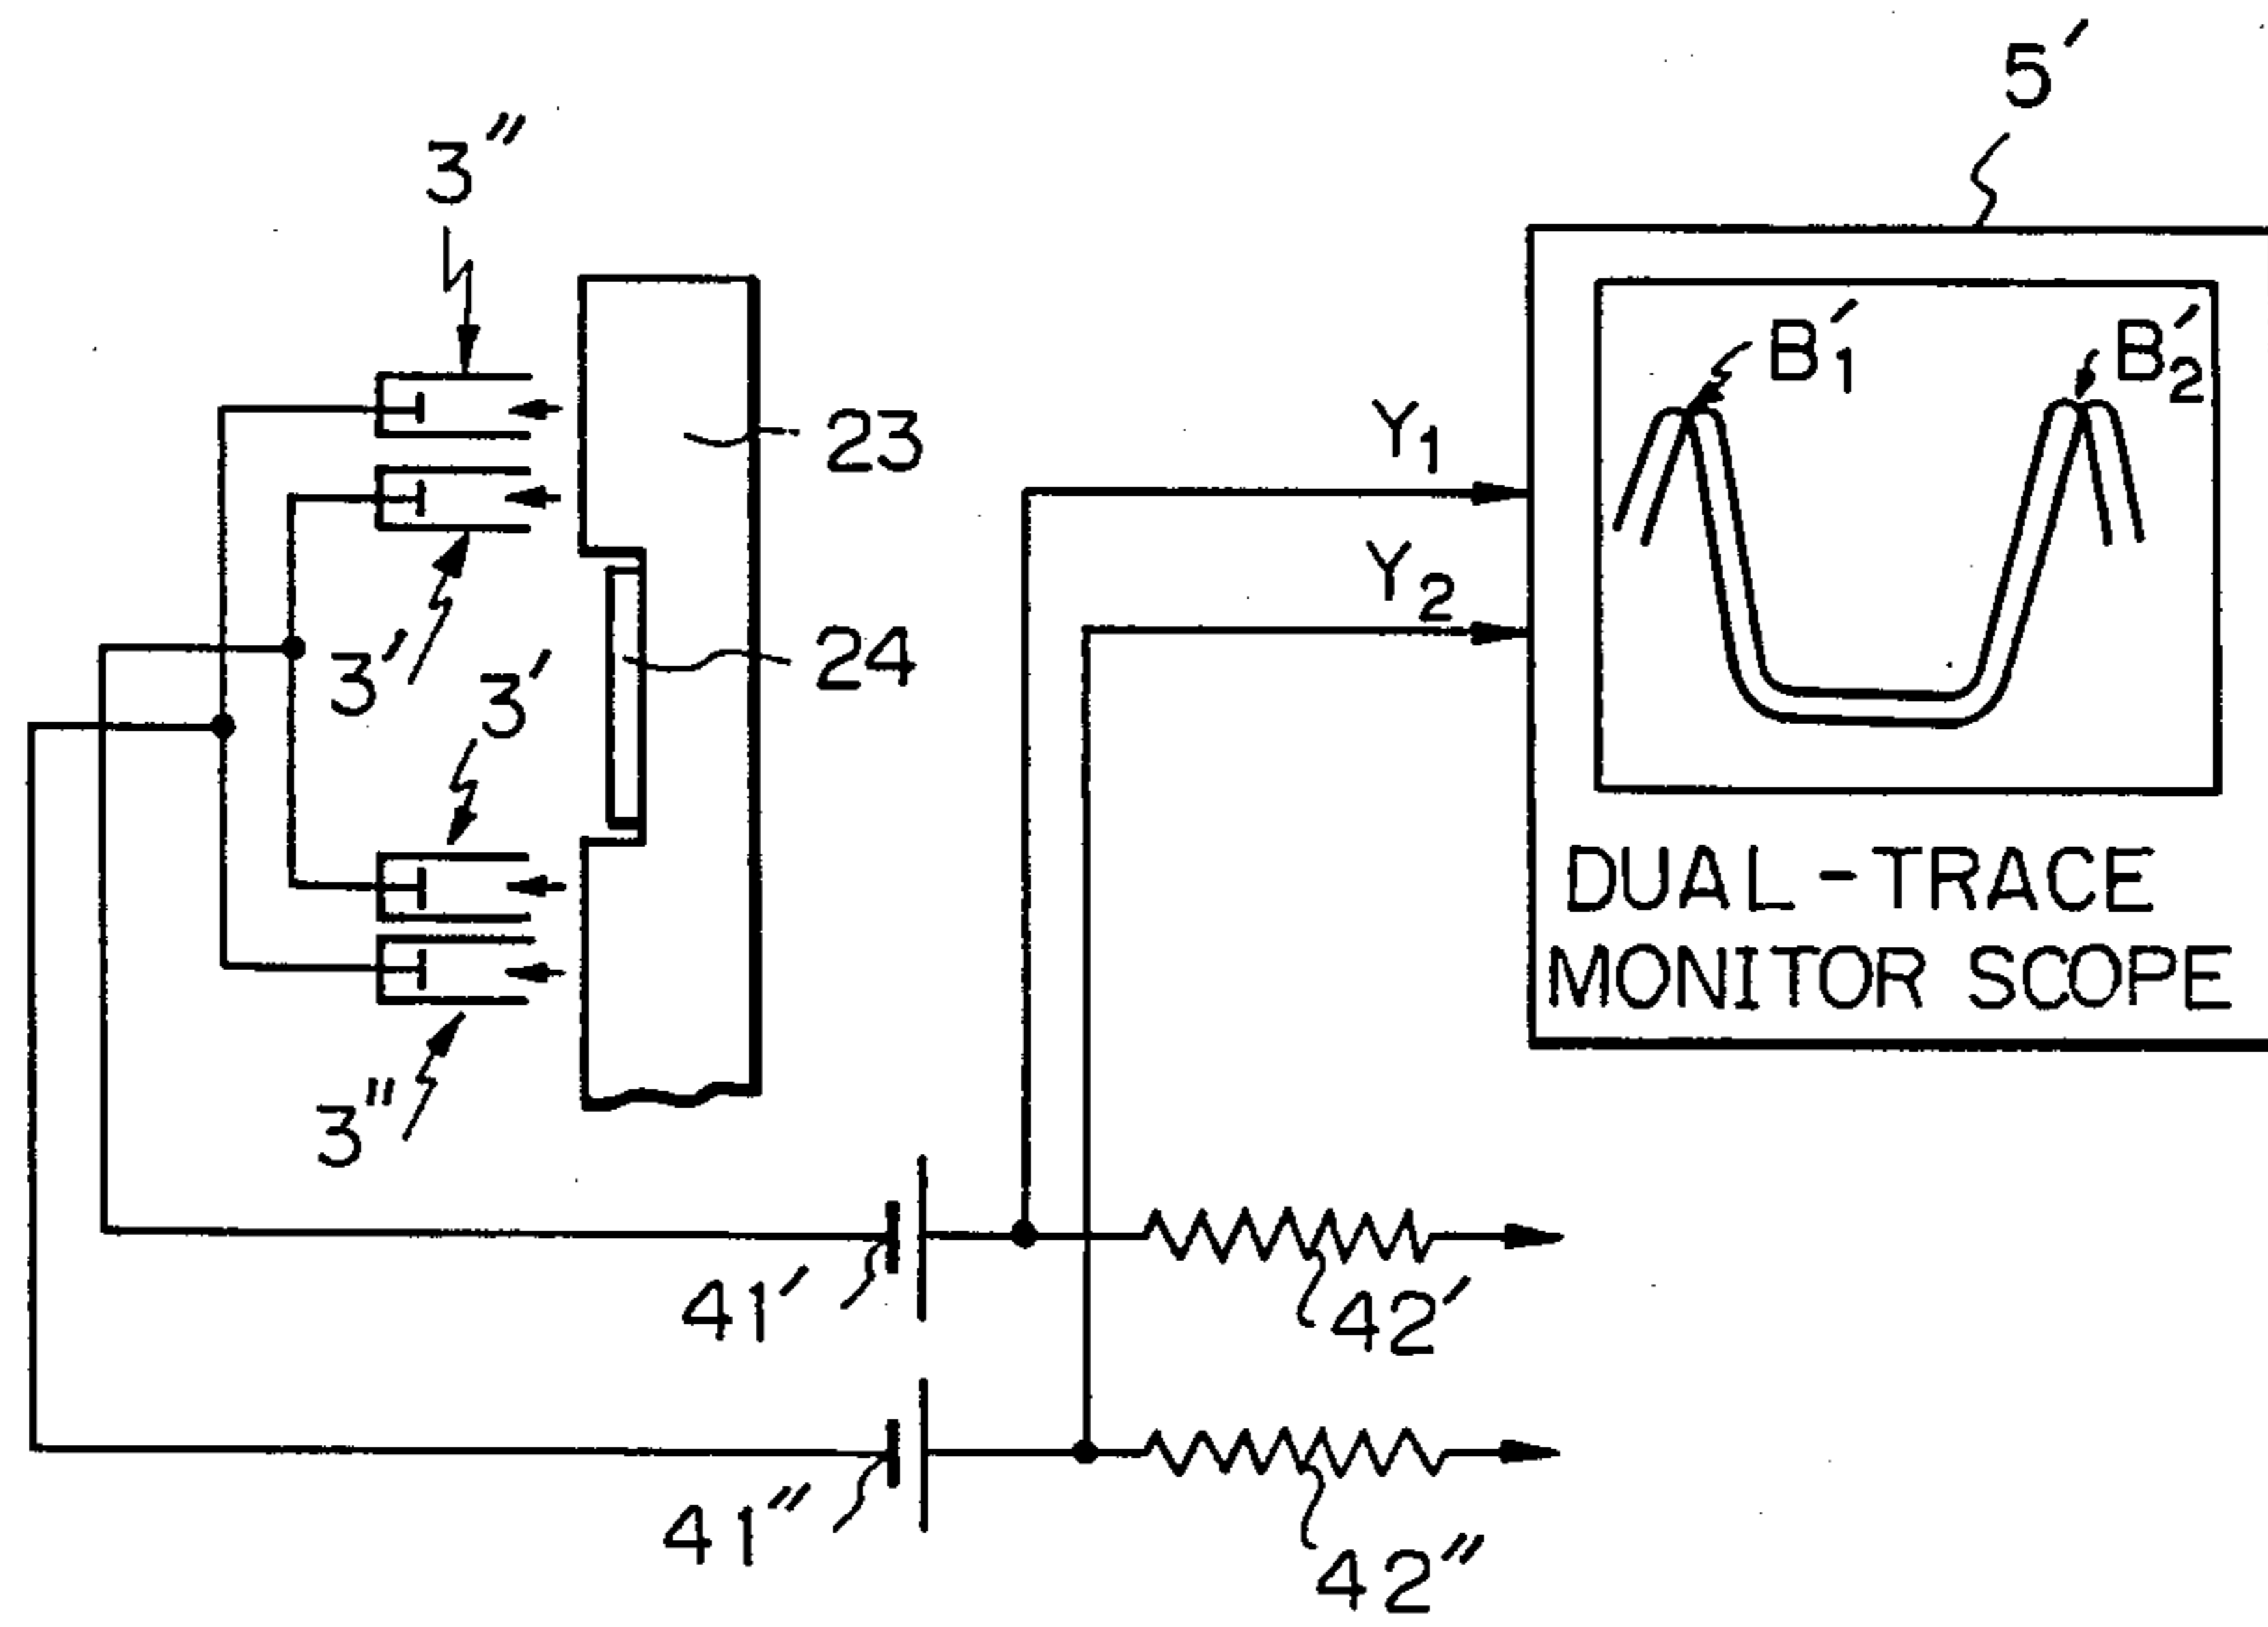 5′
3″
B′1
B′2
23
Y1
Y2
3′
24
3′
DUAL-TRACE
MONITOR SCOPE
3″
41′
42′
41″
42″